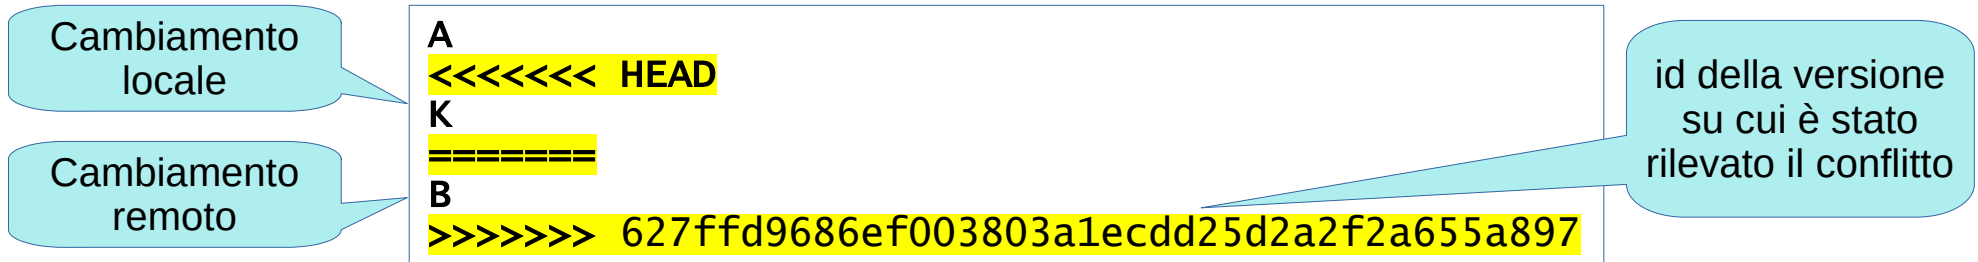 Cambiamento
locale
Cambiamento
remoto
A
<<<<<<< HEAD
K
=======
B
>>>>>>> 627ffd9686ef003803a1ecdd25d2a2f2a655a897
id della versione
su cui è stato
rilevato il conflitto